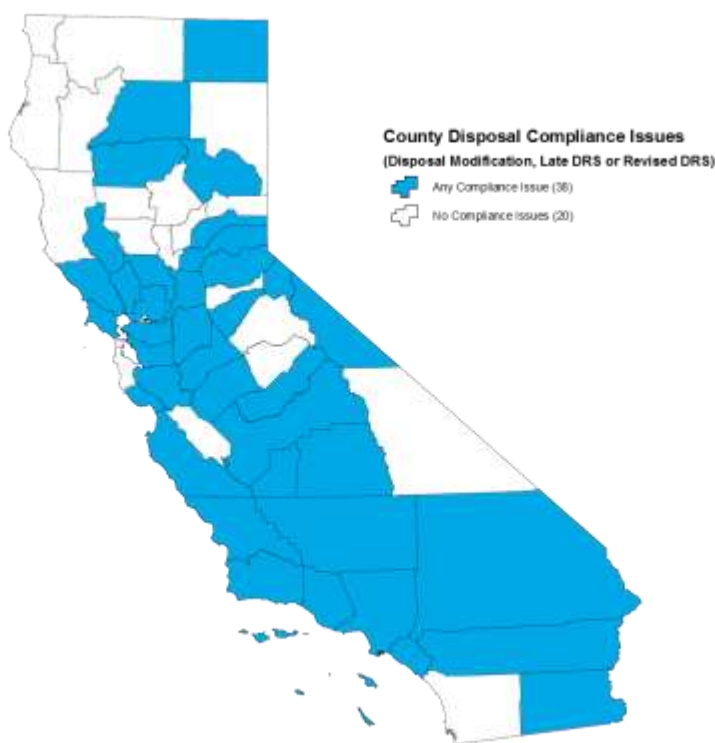 County Disposal Compliance Issues
(Disposal Modification, Late DRS or Revised DRS)
Any Compliance Issue (38)
No Compliance Issues (20)